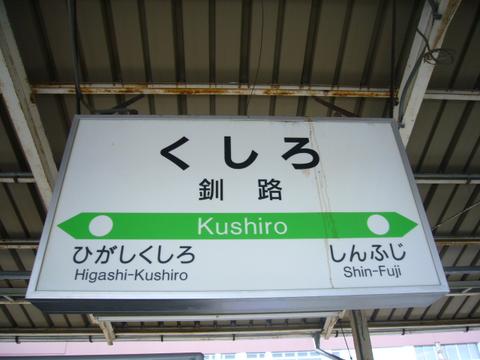 くしろ
釧路
Kushiro
ひがしくしろ
Higashi-Kushiro
しんふじ
Shin-Fuji